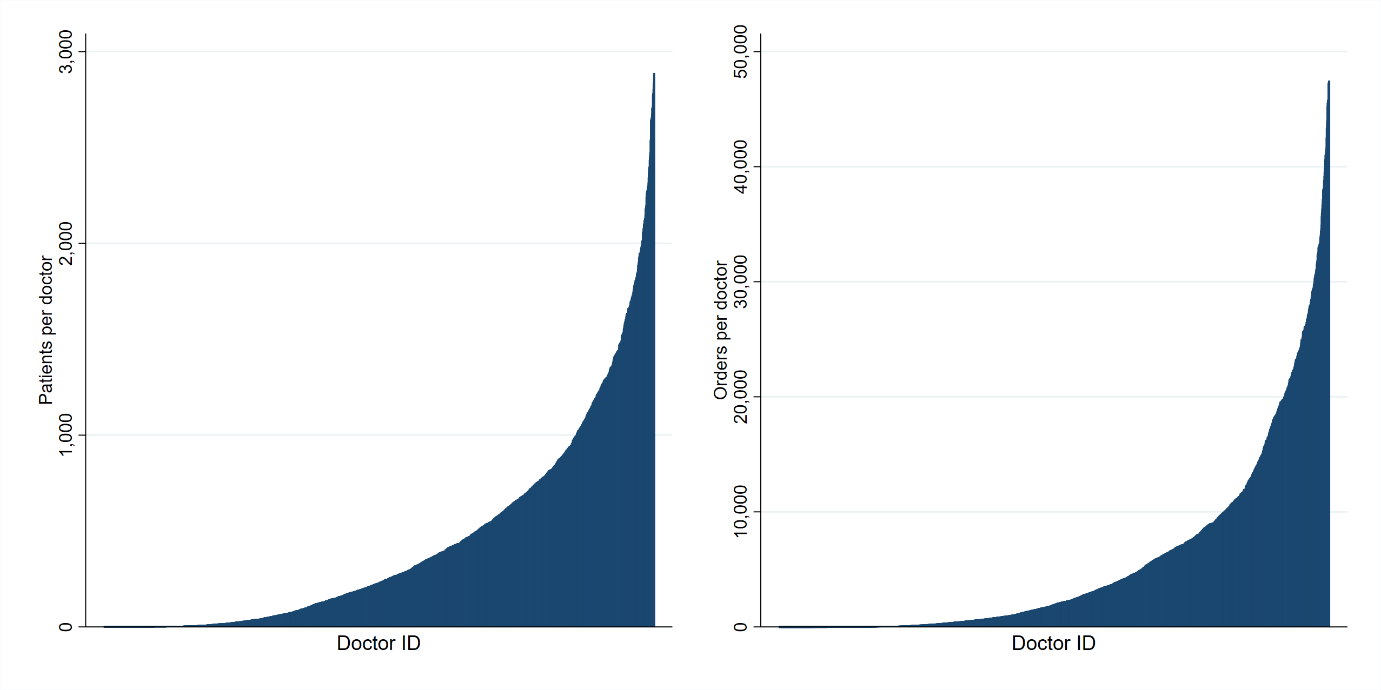 Patients per doctor
3,000
2,000
1,000
0
Doctor ID
Orders per doctor
50,000
40,000
30,000
20,000
10,000
0
Doctor ID